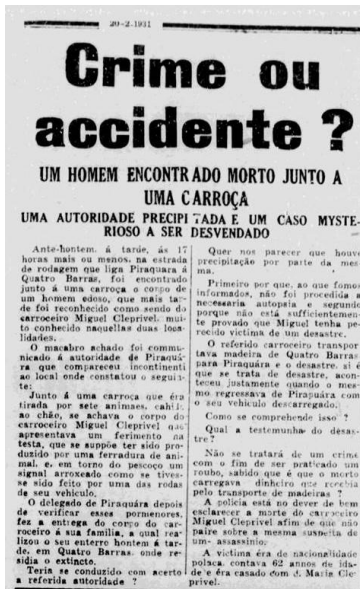 20-2-1931
Crime ou
accidente ?
UM HOMEM ENCONTRADO MORTO JUNTO A
UMA CARROÇA
UMA AUTORIDADE PRECIPITADA E UM CASO MYSTE-
RIOSO A SER DESVENDADO
Ante-hontem, á tarde, ás 17
horas mais ou menos, na estrada
de rodagem que liga Piraquara á
Quatro Barras, foi encontrado
junto á uma carroça o corpo de
um homem edoso, que mais tar-
de foi reconhecido como sendo do
carroceiro Miguel Cleprivel, mui-
to conhecido naquellas duas loca-
lidades.
O macabro achado foi commu-
nicado á autoridade de Piraquá-
ra que compareceu incontinenti
ao local onde constatou o seguin-
te:
Junto á uma carroça que éra
tirada por sete animaes, cahido
ao chão, se achava o corpo do
carroceiro Miguel Cleprivel que
apresentava um ferimento na
testa, que se suppõe ter sido
produzido por uma ferradura de
animal, e, em torno do pescoço um
signal arroxeado como se tives-
se sido feito por uma das rodas
de seu vehiculo.
O delegado de Piraquára depois
de verificar esses pormenores,
fez a entrega do corpo do car-
roceiro á sua familia, a qual rea-
lizou o seu enterro hontem á tar-
de, em Quatro Barras, onde re-
sidia o extincto.
Teria se conduzido com acerto
a referida autoridade ?
Quer nos parecer que houve
precipitação por parte da mes-
ma.
Primeiro por que, ao que fomos
informados, não foi procedida a
necessaria autopsia e segundo
porque não está sufficientemen-
te provado que Miguel tenha pe-
recido victima de um desastre.
O referido carroceiro transpor-
tava madeira de Quatro Barras
para Piraquára e o desastre, si é
que se trata de desastre, acon-
teceu justamente quando o mes-
mo regressava de Pirapuára com
o seu vehiculo descarregado.
Como se comprehende isso ?
Qual a testemunha do desas-
tre?
Não se tratará de um crime
com o fim de ser praticado um
roubo, sabido que é que o morto
carregava dinheiro que recebia
pelo transporte de madeiras ?
A policia está no dever de bem
esclarecer a morte do carroceiro
Miguel Cleprivel afim de que não
paire sobre a mesma suspeita de
um assassinio.
A victima éra de nacionalidade
polaca, contava 62 annos de ida-
de e éra casado com d. Maria Cle-
privel.